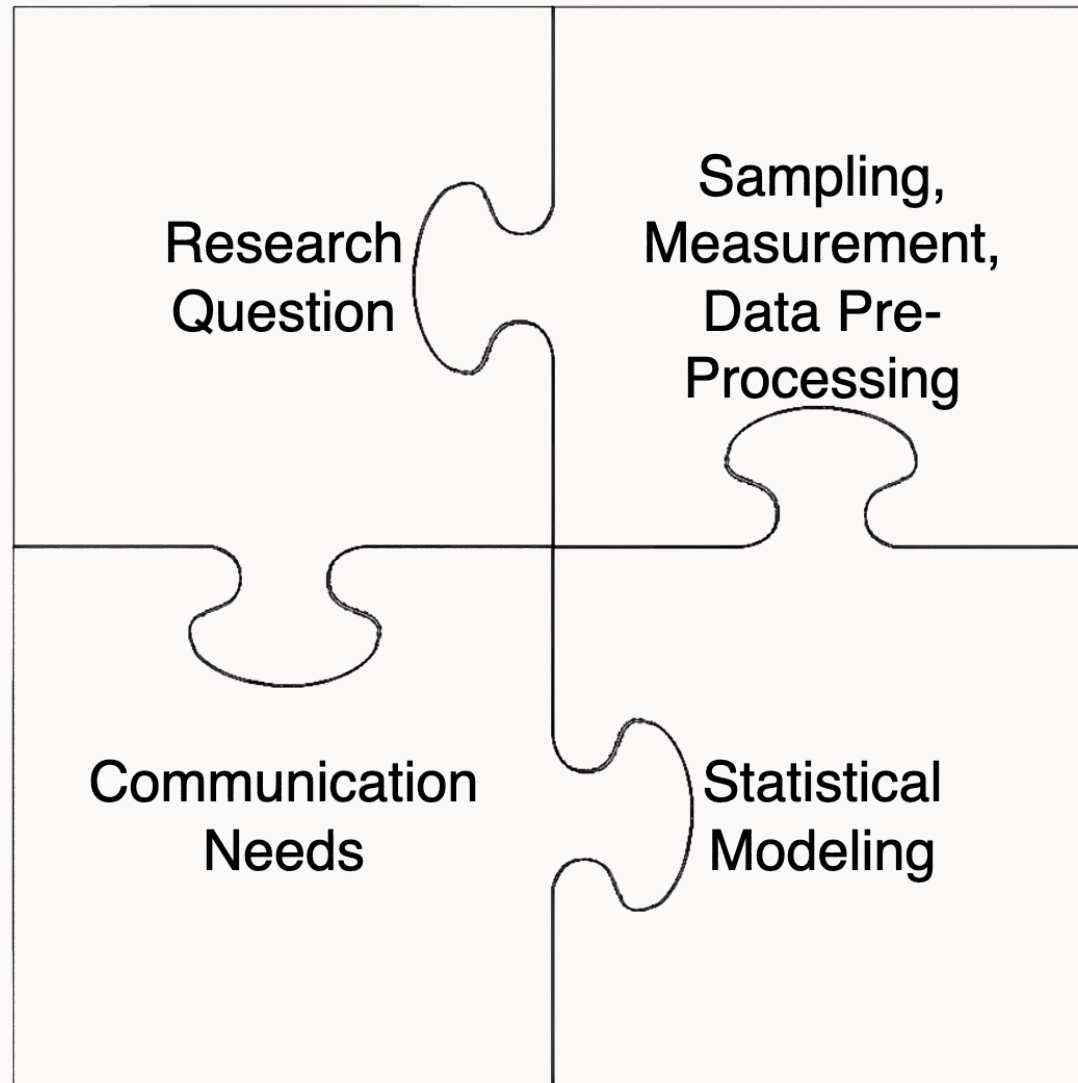 Research
Question
Sampling,
Measurement,
Data Pre-
Processing
Communication
Needs
Statistical
Modeling